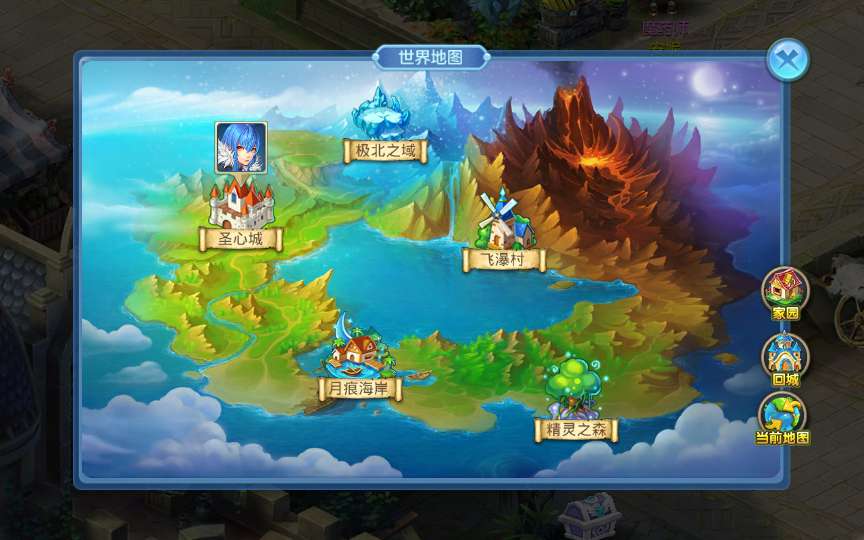 世界地图
极北之域
圣心城
飞瀑村
家园
回城
月痕海岸
精灵之森
当前地图